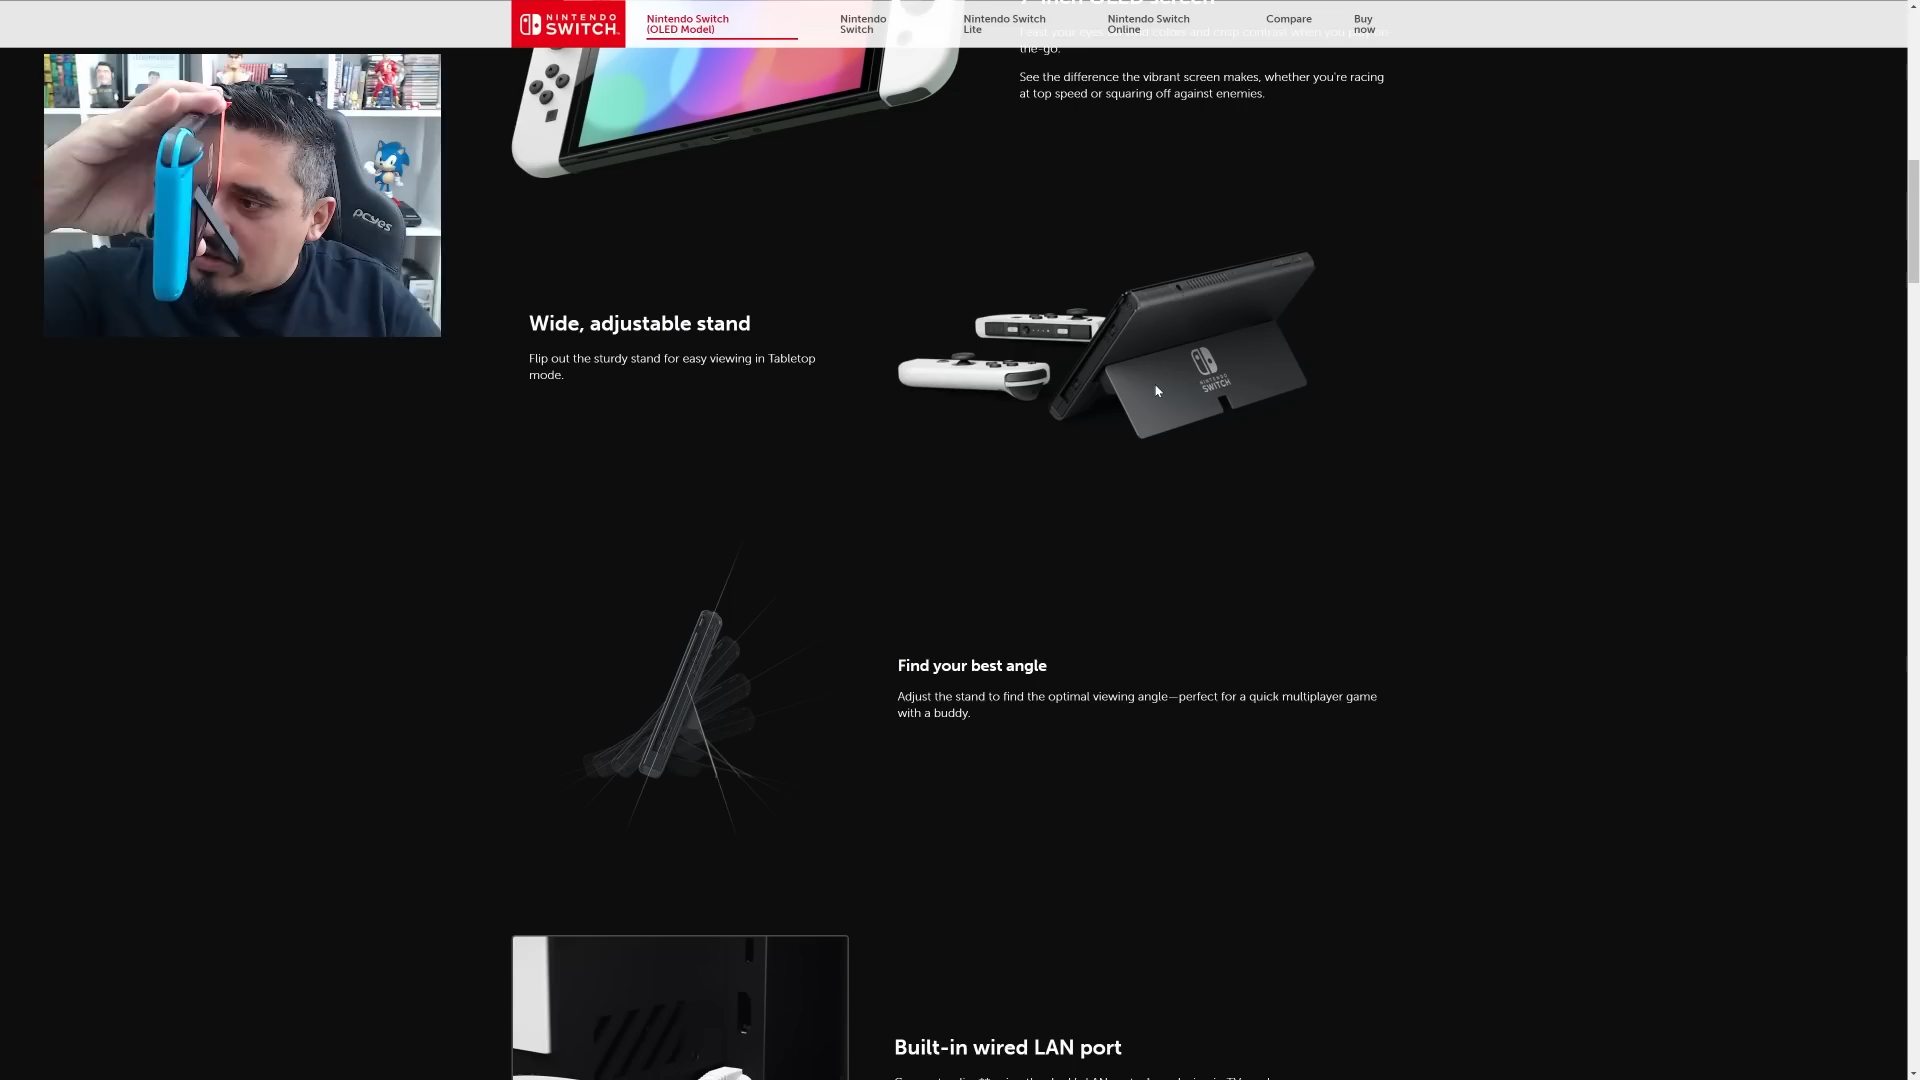 NINTENDO
SWITCH
Nintendo Switch
(OLED Model)
Nintendo
Switch
Nintendo Switch
Lite
Nintendo Switch
Online
Compare
Buy
now
the-go.
See the difference the vibrant screen makes, whether you're racing
at top speed or squaring off against enemies.
pcyes
Wide, adjustable stand
Flip out the sturdy stand for easy viewing in Tabletop
mode.
NINTENDO
SWITCH
Find your best angle
Adjust the stand to find the optimal viewing angle—perfect for a quick multiplayer game
with a buddy.
Built-in wired LAN port